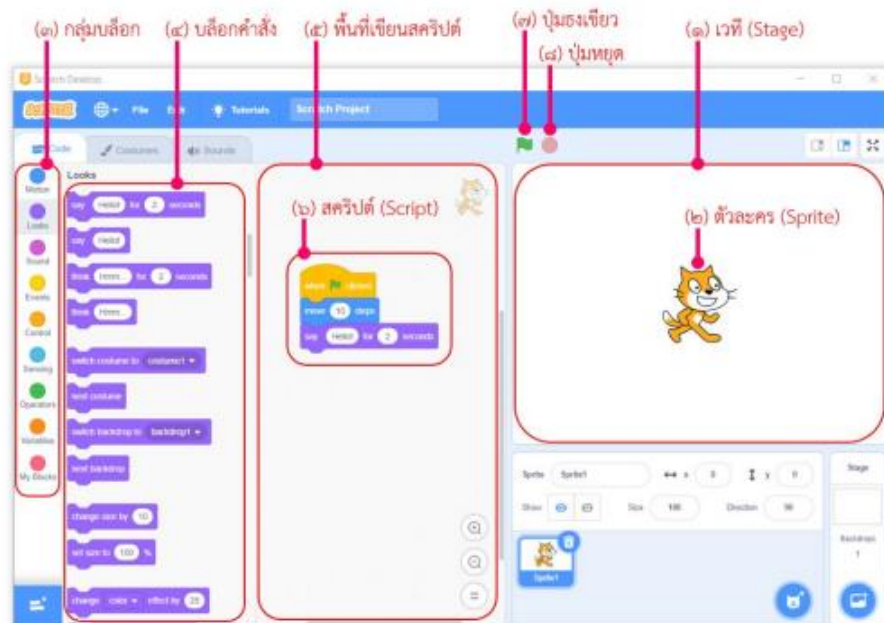 (๓) กลุ่มบล็อก
(๔) บล็อกคำสั่ง
(๕) พื้นที่เขียนสคริปต์
(๗) ปุ่มธงเขียว
(๘) ปุ่มหยุด
(๑) เวที (Stage)
Scratch Desktop
File
Edit
Tutorials
Scratch Project
Code
Costumes
Sounds
Motion
Looks
Sound
Events
Control
Sensing
Operators
Variables
My Blocks
Looks
say Hello! for 2 seconds
say Hello!
think Hmm... for 2 seconds
think Hmm...
switch costume to costume1
next costume
switch backdrop to backdrop1
next backdrop
change size by 10
set size to 100 %
change color effect by 25
(๖) สคริปต์ (Script)
when clicked
move 10 steps
say Hello! for 2 seconds
(๒) ตัวละคร (Sprite)
Sprite Sprite1 x 0 y 0
Show Size 100 Direction 90
Sprite1
Stage
Backdrops
1